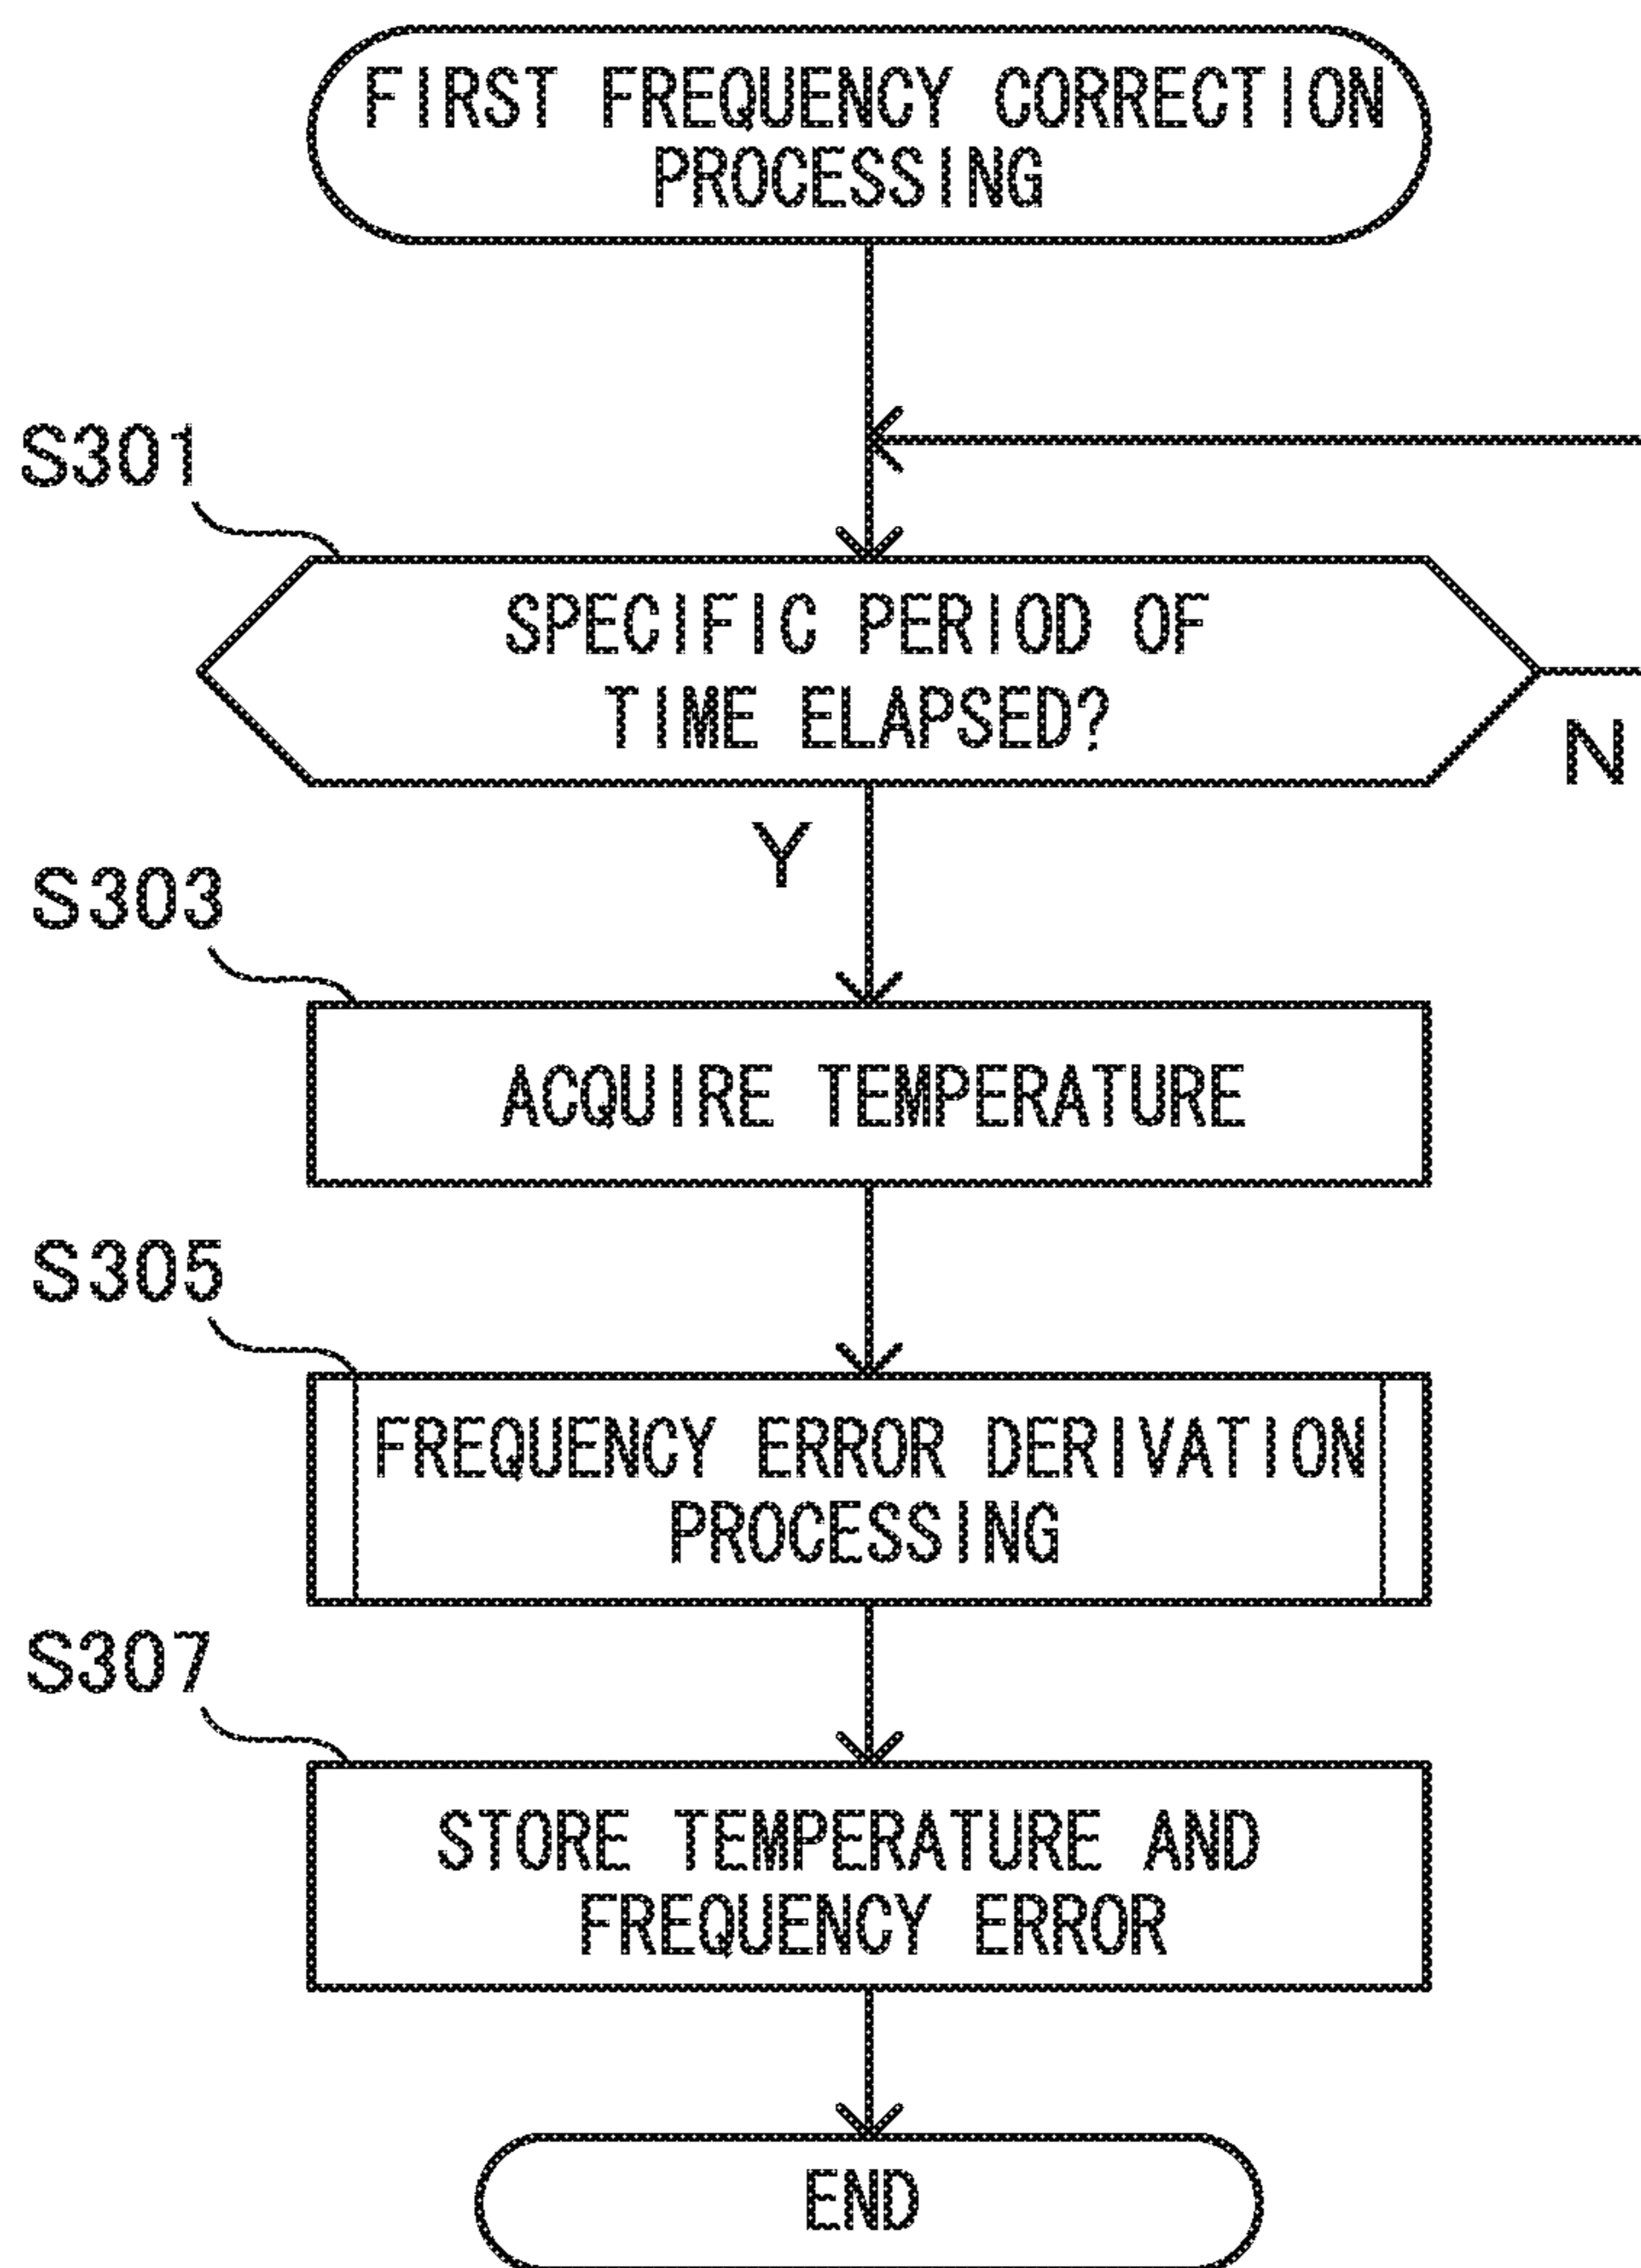 FIRST FREQUENCY CORRECTION
PROCESSING
S301
SPECIFIC PERIOD OF
TIME ELAPSED?
N
Y
S303
ACQUIRE TEMPERATURE
S305
FREQUENCY ERROR DERIVATION
PROCESSING
S307
STORE TEMPERATURE AND
FREQUENCY ERROR
END